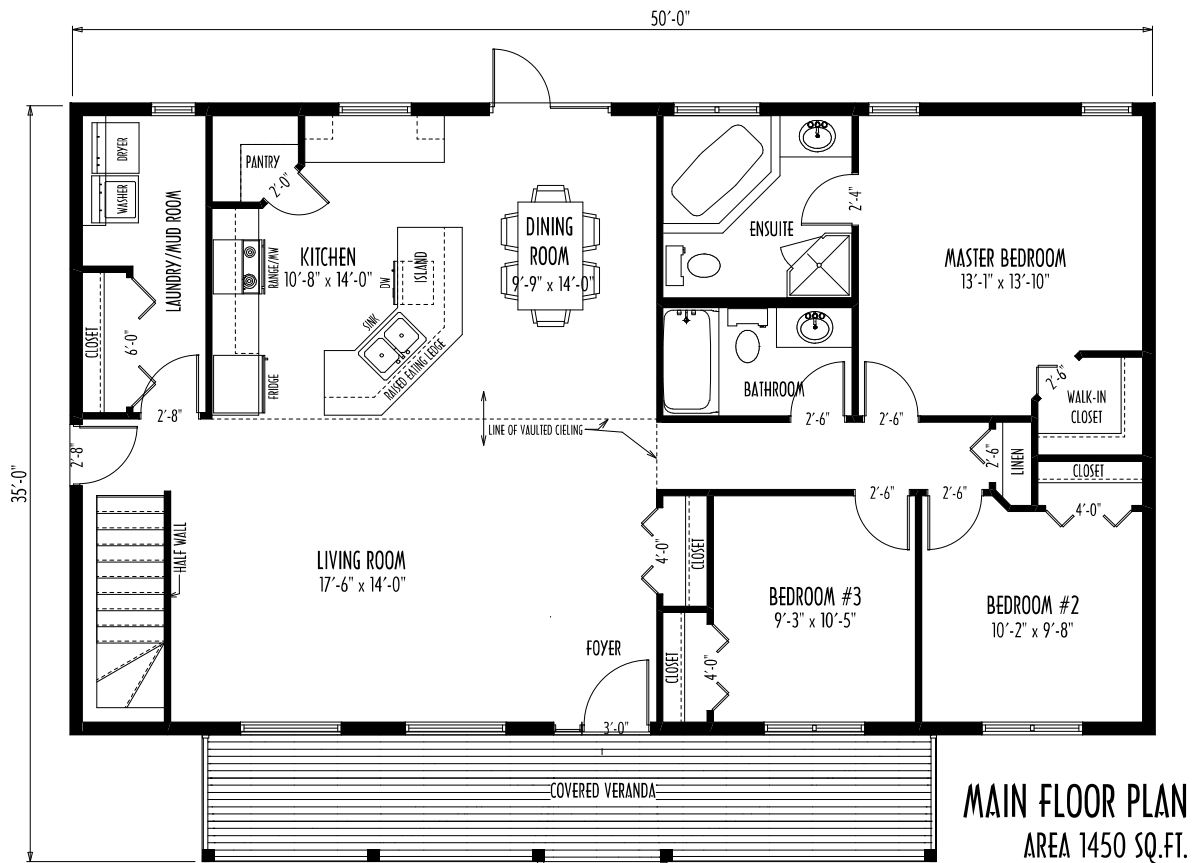 50'-0"
DRYER
WASHER
LAUNDRY/MUD ROOM
PANTRY
2'-0"
KITCHEN
10'-8" x 14'-0"
RANGE/MW
FRIDGE
DW
ISLAND
SINK
RAISED EATING LEDGE
DINING
ROOM
9'-9" x 14'-0"
ENSUITE
2'-4"
MASTER BEDROOM
13'-1" x 13'-10"
CLOSET
6'-0"
2'-8"
2'-8"
BATHROOM
2'-6"
2'-6"
2'-6"
WALK-IN
CLOSET
LINE OF VAULTED CIELING
2'-6"
LINEN
CLOSET
4'-0"
2'-6"
2'-6"
35'-0"
HALF WALL
LIVING ROOM
17'-6" x 14'-0"
4'-0"
CLOSET
BEDROOM #3
9'-3" x 10'-5"
BEDROOM #2
10'-2" x 9'-8"
FOYER
CLOSET
4'-0"
3'-0"
COVERED VERANDA
MAIN FLOOR PLAN
AREA 1450 SQ.FT.